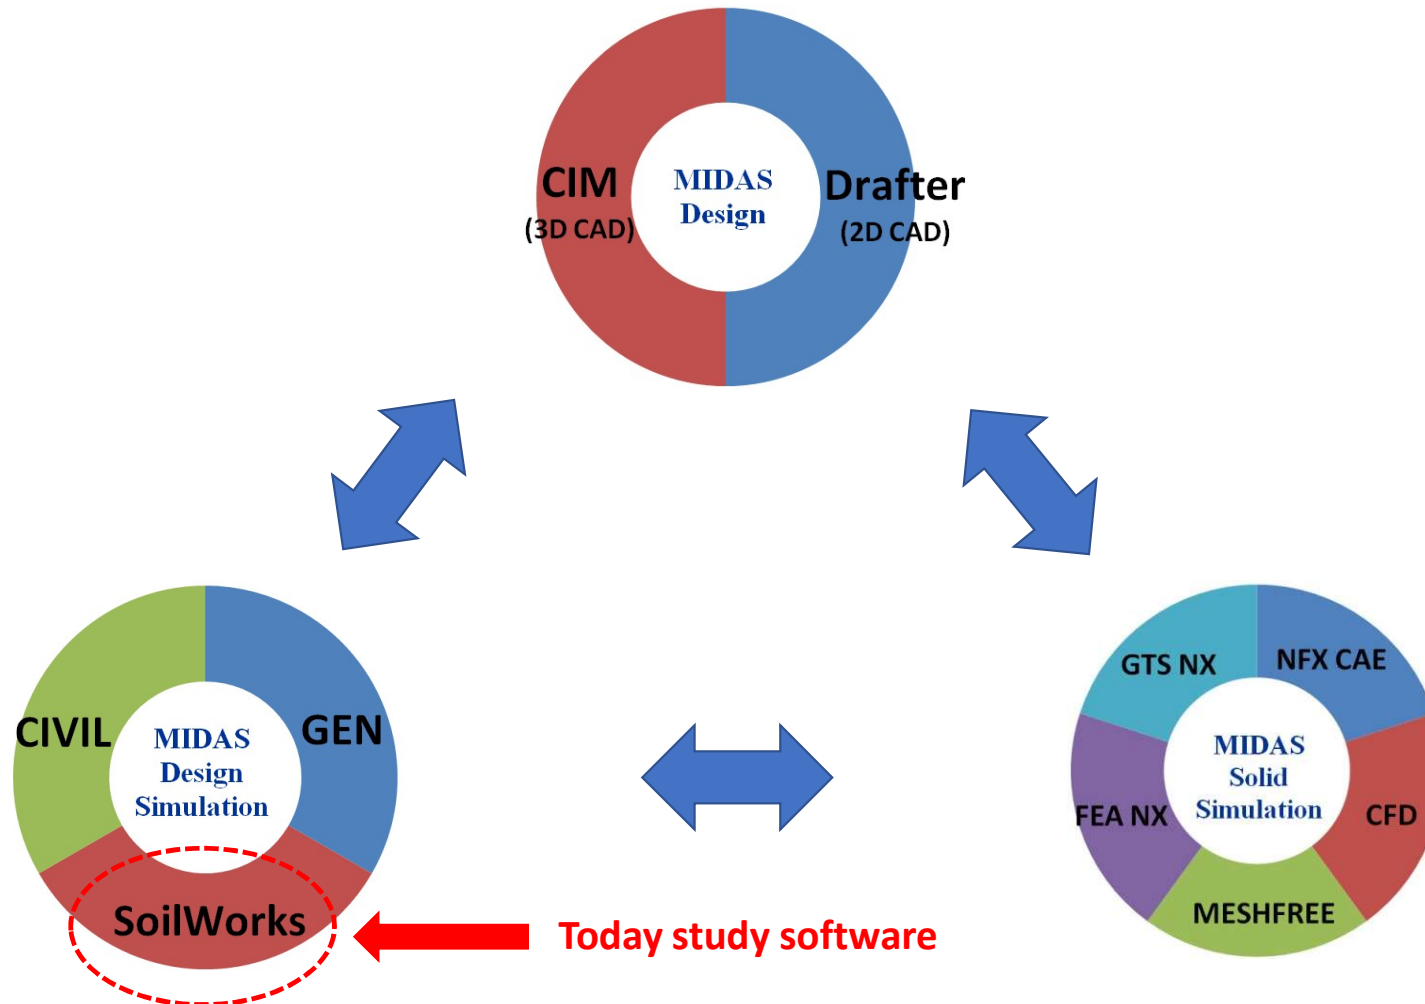 CIM
(3D CAD)
MIDAS
Design
Drafter
(2D CAD)
CIVIL
MIDAS
Design
Simulation
GEN
SoilWorks
Today study software
GTS NX
NFX CAE
MIDAS
Solid
Simulation
FEA NX
CFD
MESHFREE